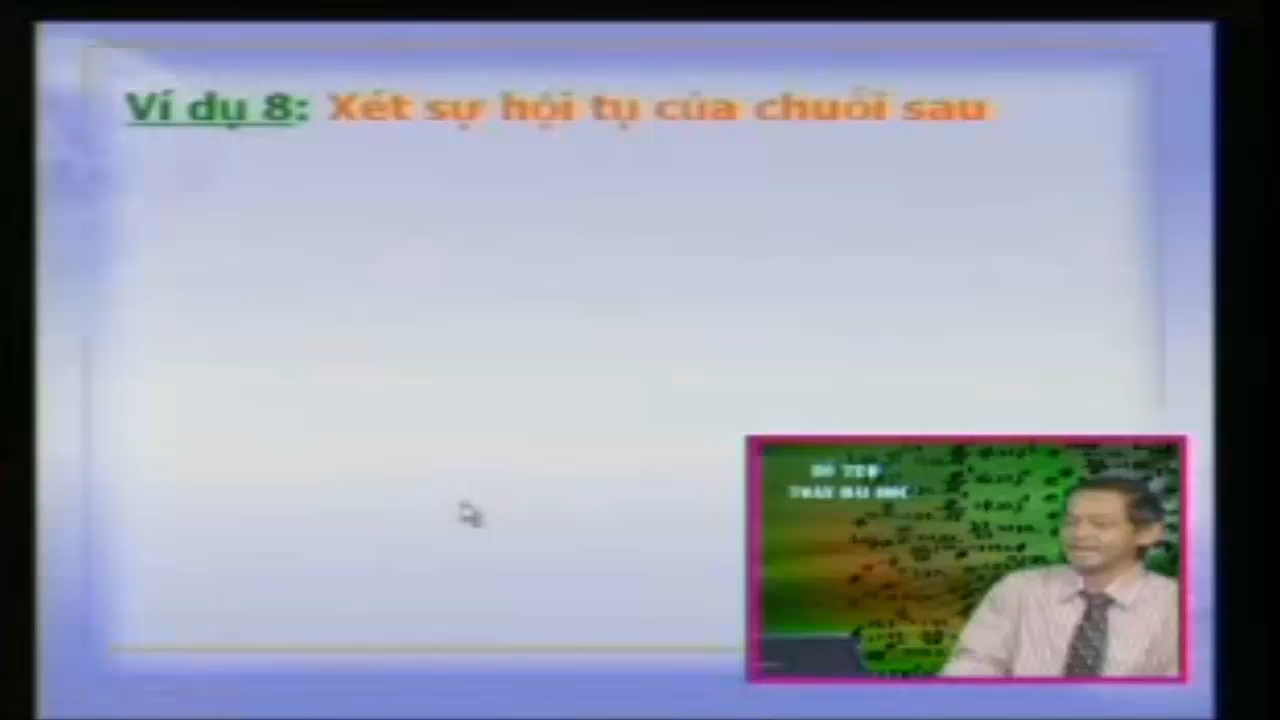 Ví dụ 8: Xét sự hội tụ của chuỗi sau